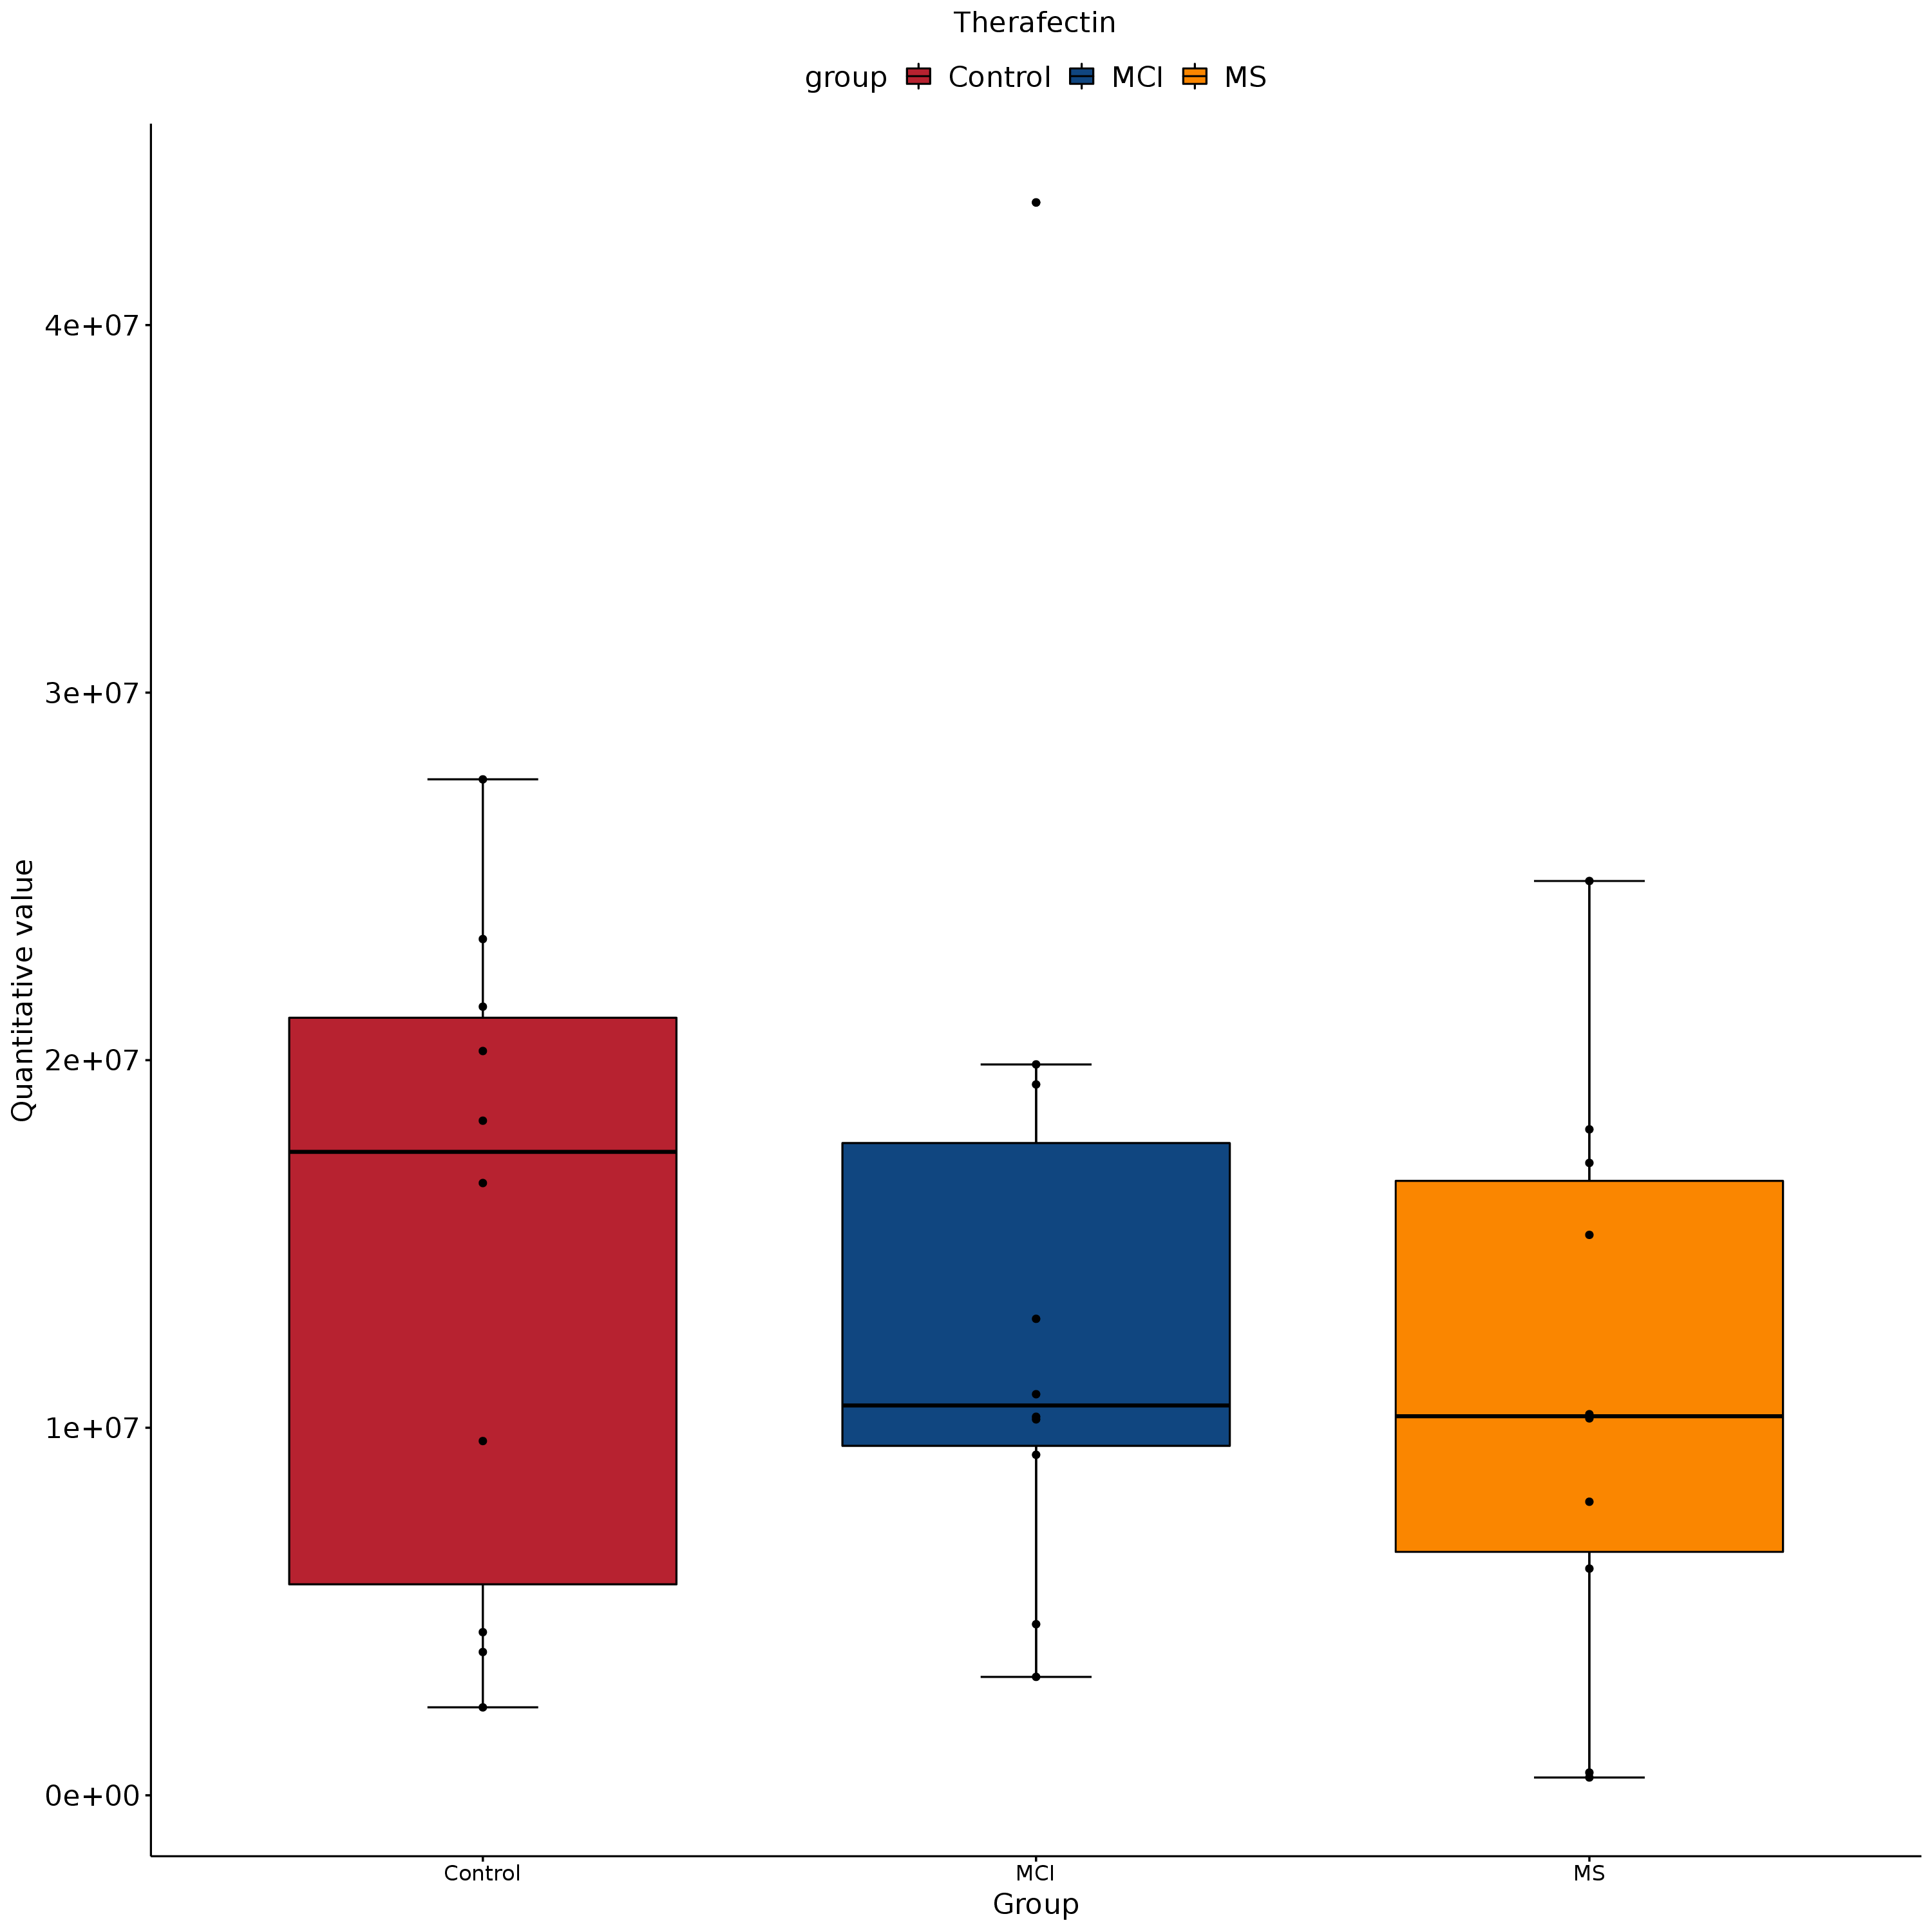 Therafectin
group Control MCI MS
Quantitative value
4e+07
3e+07
2e+07
1e+07
0e+00
Control MCI MS
Group